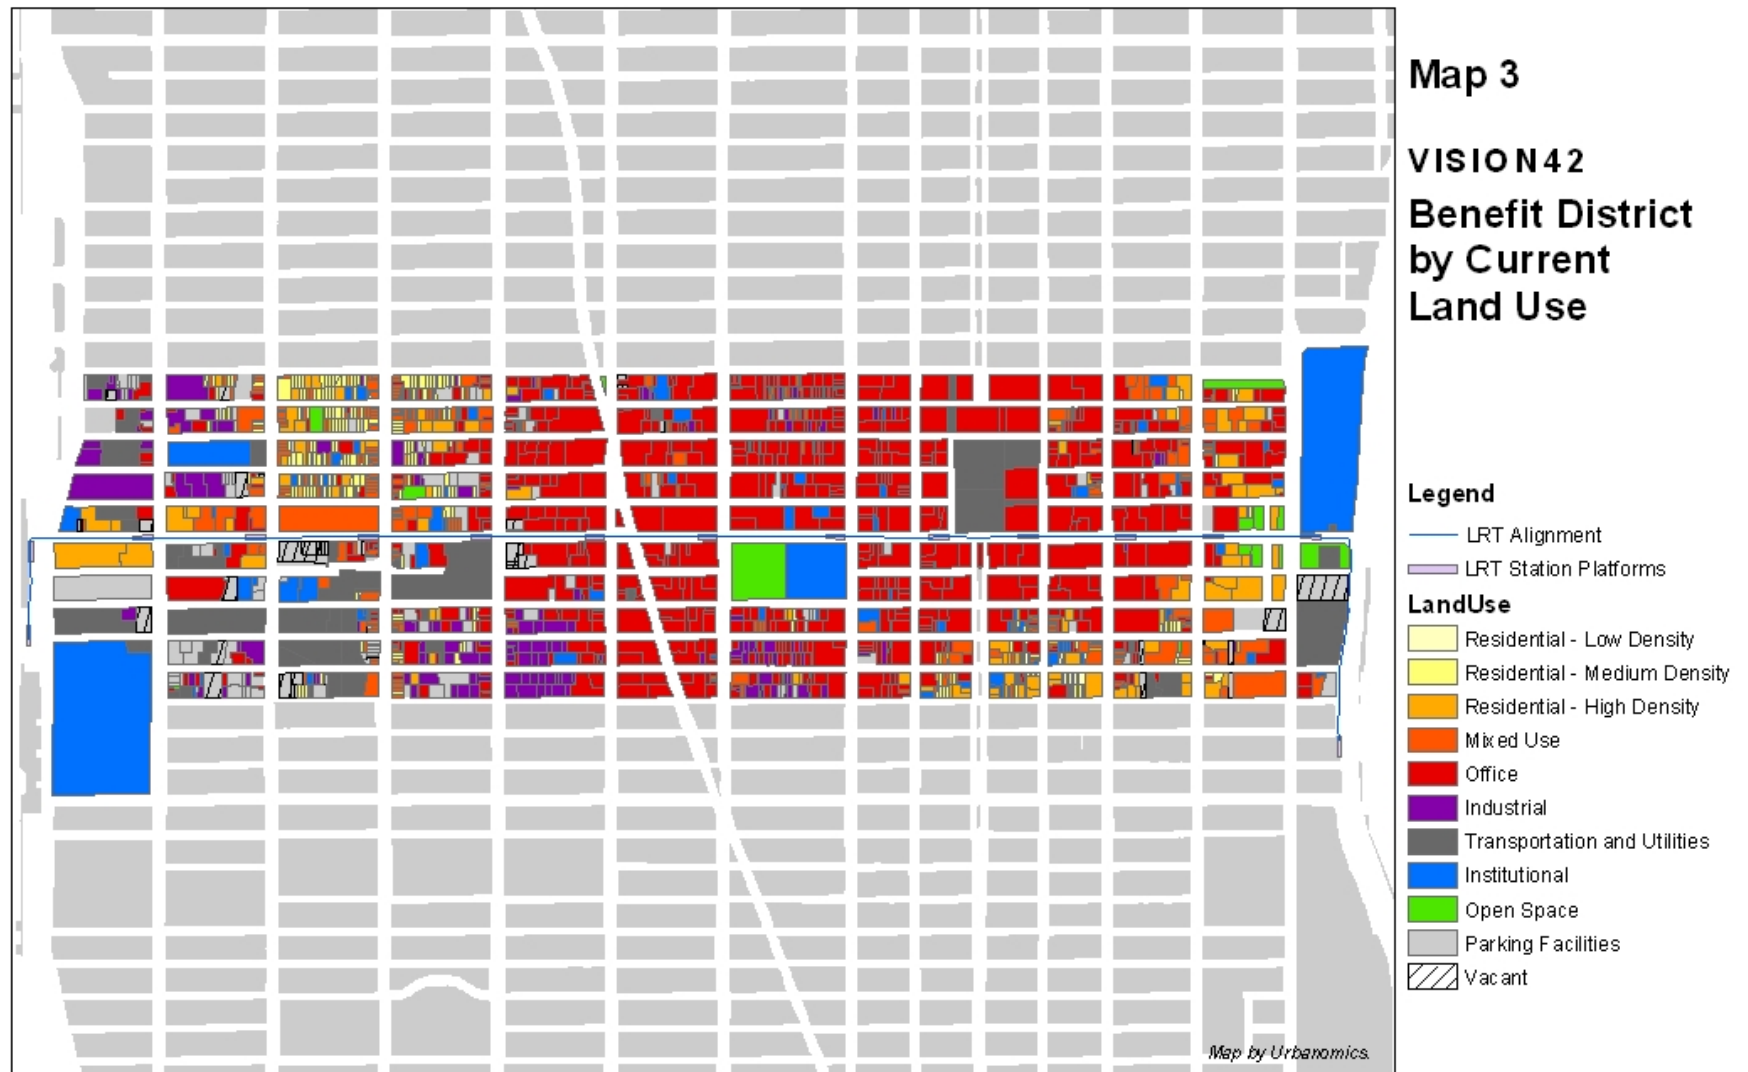 Map 3
VISION42
Benefit District
by Current
Land Use
Legend
LRT Alignment
LRT Station Platforms
LandUse
Residential - Low Density
Residential - Medium Density
Residential - High Density
Mixed Use
Office
Industrial
Transportation and Utilities
Institutional
Open Space
Parking Facilities
Vacant
Map by Urbanomics.